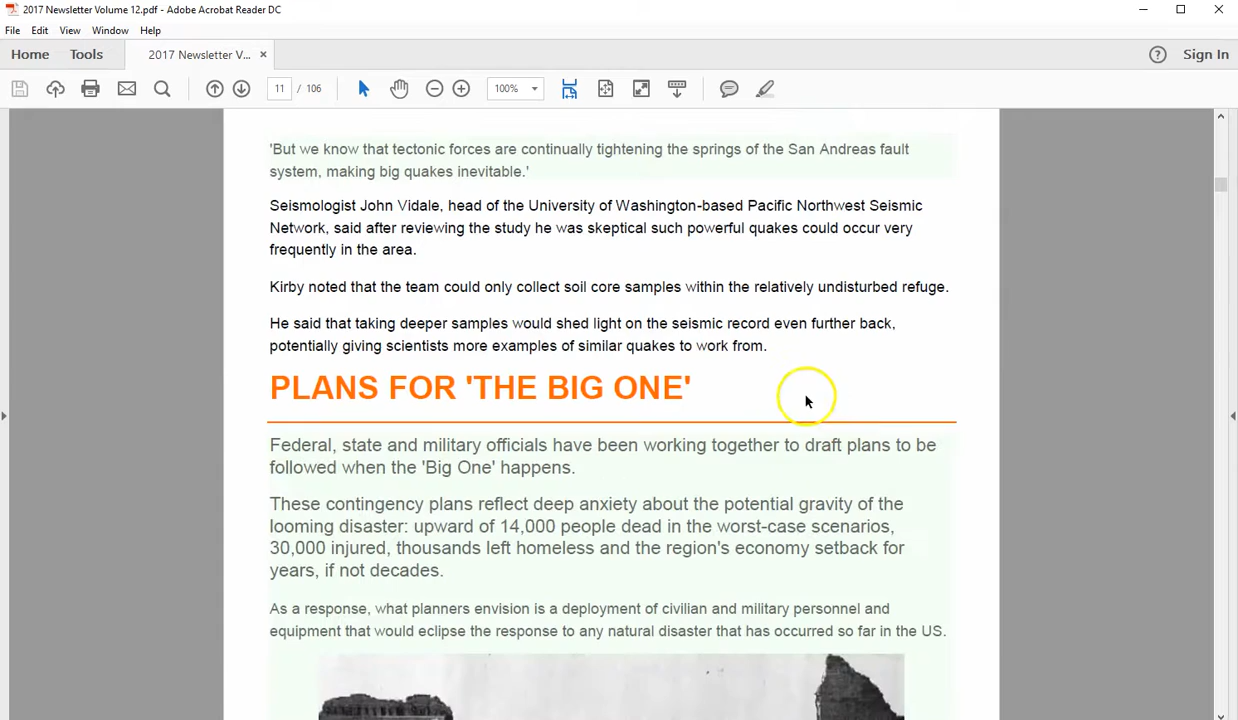 2017 Newsletter Volume 12.pdf - Adobe Acrobat Reader DC
File Edit View Window Help
Home Tools 2017 Newsletter V... × ? Sign In
11 / 106 100%
'But we know that tectonic forces are continually tightening the springs of the San Andreas fault
system, making big quakes inevitable.'
Seismologist John Vidale, head of the University of Washington-based Pacific Northwest Seismic
Network, said after reviewing the study he was skeptical such powerful quakes could occur very
frequently in the area.
Kirby noted that the team could only collect soil core samples within the relatively undisturbed refuge.
He said that taking deeper samples would shed light on the seismic record even further back,
potentially giving scientists more examples of similar quakes to work from.
PLANS FOR 'THE BIG ONE'
Federal, state and military officials have been working together to draft plans to be
followed when the 'Big One' happens.
These contingency plans reflect deep anxiety about the potential gravity of the
looming disaster: upward of 14,000 people dead in the worst-case scenarios,
30,000 injured, thousands left homeless and the region's economy setback for
years, if not decades.
As a response, what planners envision is a deployment of civilian and military personnel and
equipment that would eclipse the response to any natural disaster that has occurred so far in the US.